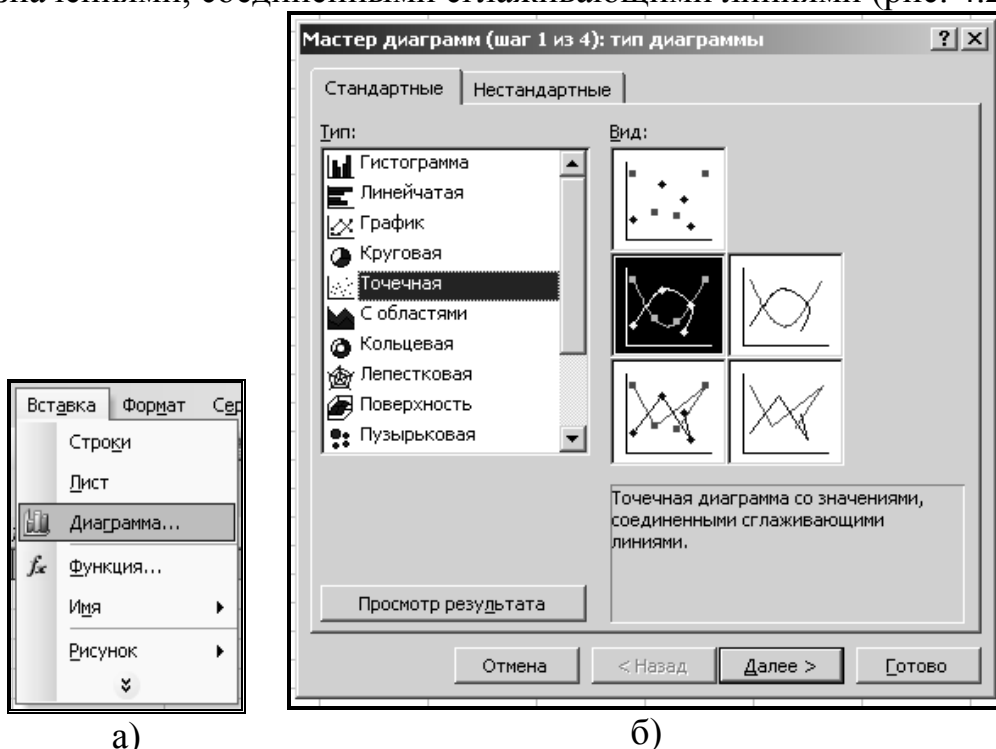 значениями, соединенными сглаживающими линиями (рис. 4.2
Мастер диаграмм (шаг 1 из 4): тип диаграммы
Стандартные
Нестандартные
Тип:
Гистограмма
Линейчатая
График
Круговая
Точечная
С областями
Кольцевая
Лепестковая
Поверхность
Пузырьковая
Вид:
Точечная диаграмма со значениями,
соединенными сглаживающими
линиями.
Просмотр результата
Отмена
< Назад
Далее >
Готово
Вставка Формат Сер
Строки
Лист
Диаграмма...
fx Функция...
Имя
Рисунок
а)
б)